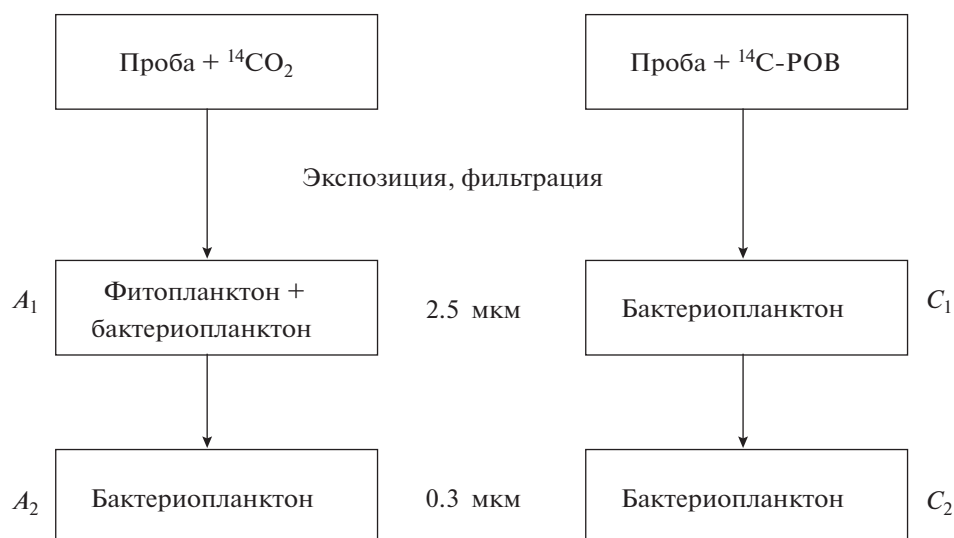 Проба + ¹⁴CO₂
Проба + ¹⁴C-РОВ
Экспозиция, фильтрация
A₁
Фитопланктон +
бактериопланктон
2.5 мкм
Бактериопланктон
C₁
A₂
Бактериопланктон
0.3 мкм
Бактериопланктон
C₂